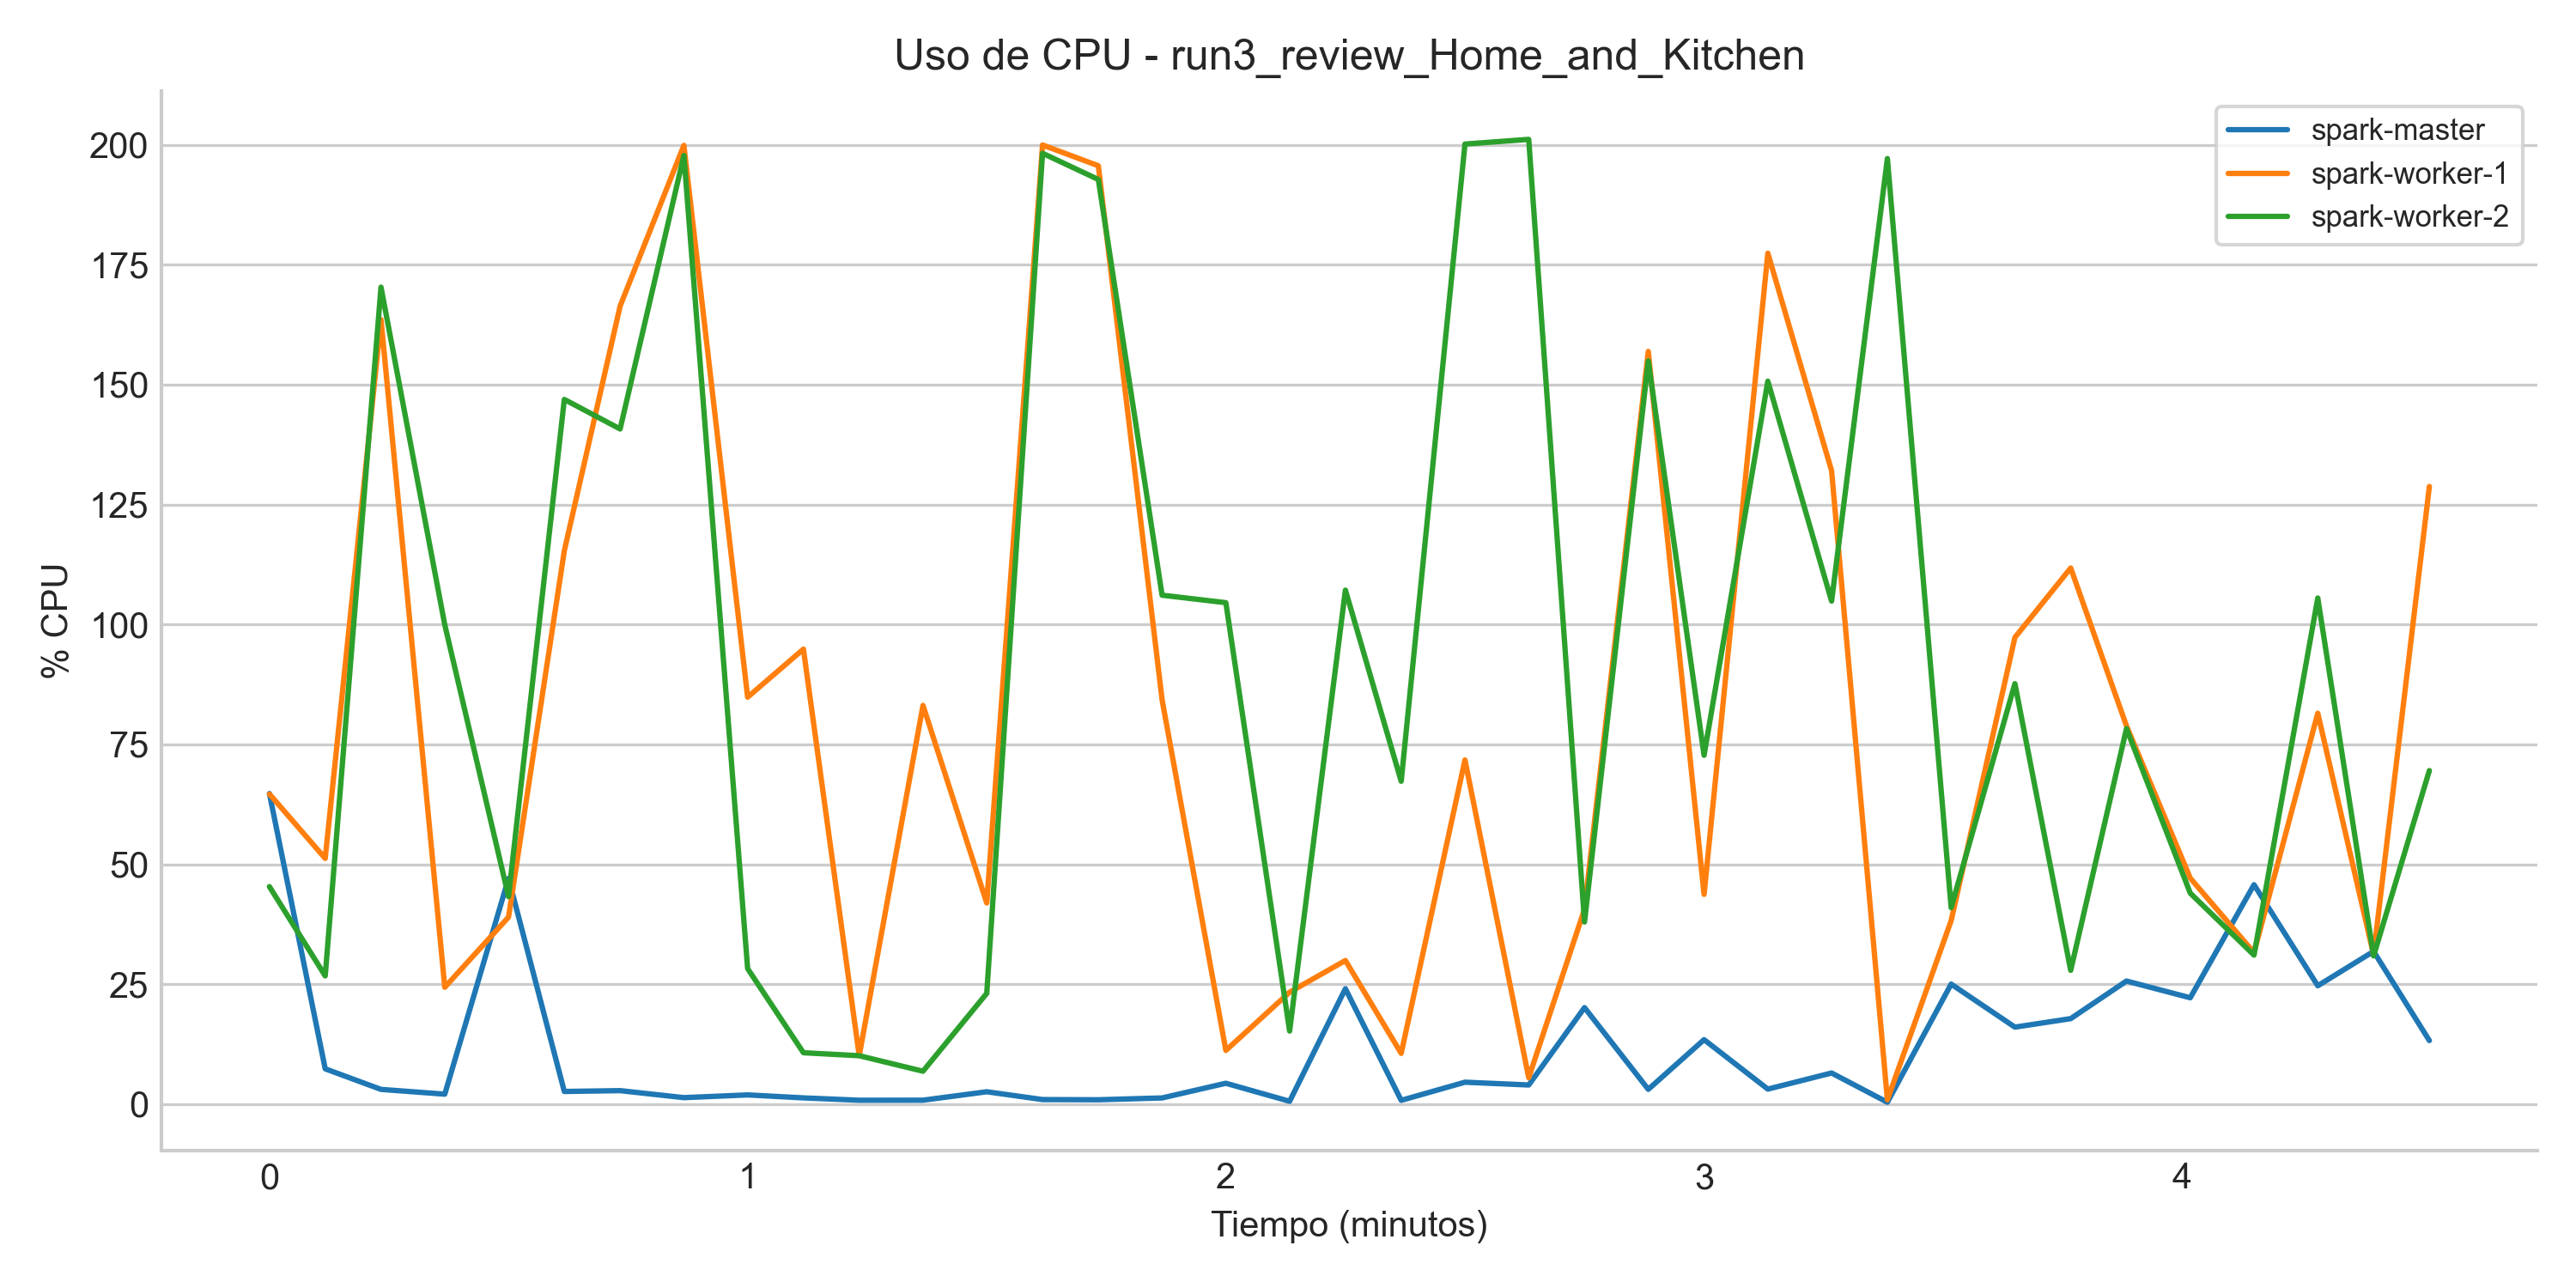 Uso de CPU - run3_review_Home_and_Kitchen
spark-master
spark-worker-1
spark-worker-2
200
175
150
125
100
75
50
25
0
% CPU
0 1 2 3 4
Tiempo (minutos)